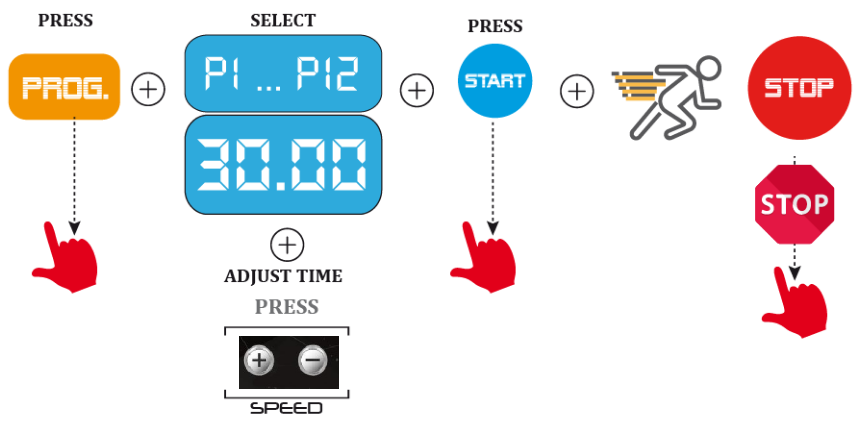 PRESS
PROG.
SELECT
P1 ... P12
30.00
ADJUST TIME
PRESS
+ −
SPEED
PRESS
START
STOP
STOP